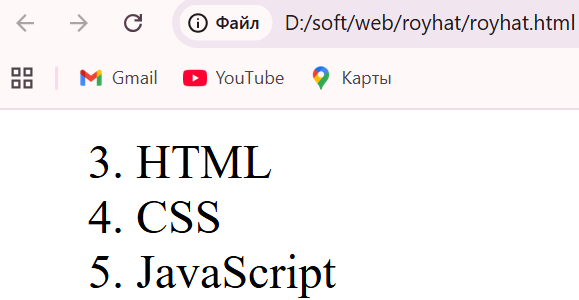 Файл D:/soft/web/royhat/royhat.html
Gmail YouTube Карты
3. HTML
4. CSS
5. JavaScript